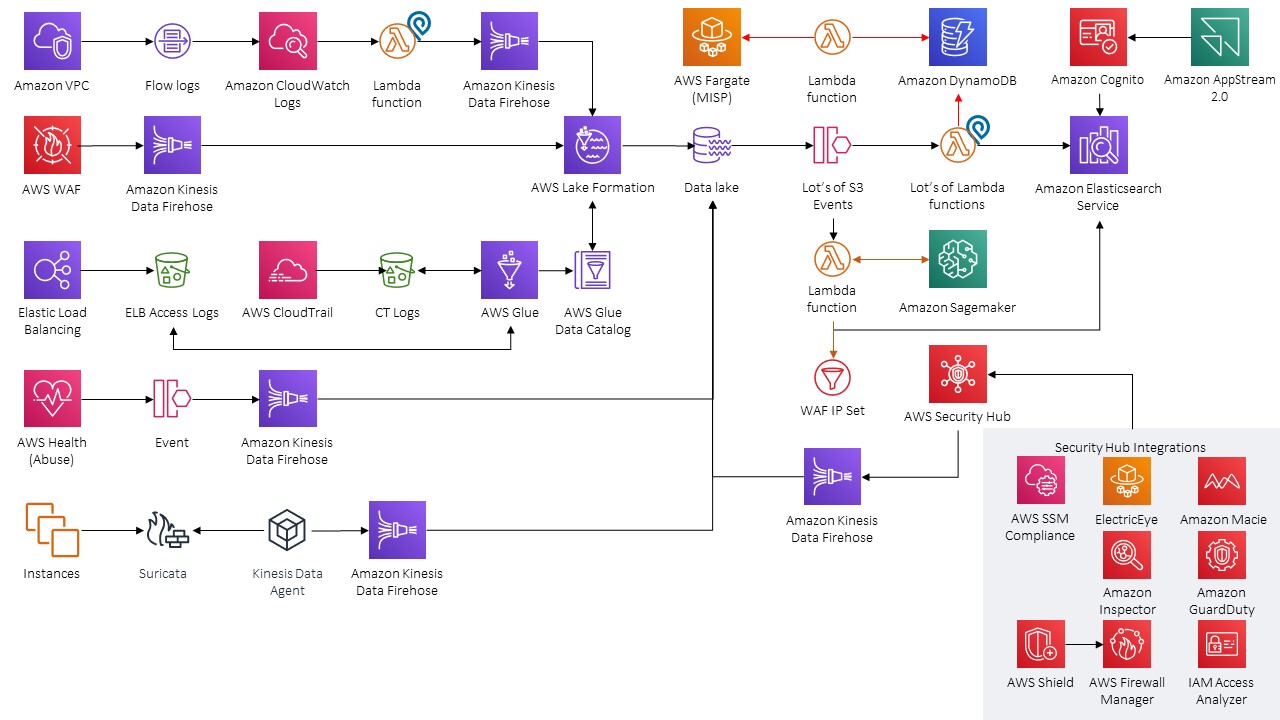 Amazon VPC
Flow logs
Amazon CloudWatch
Logs
Lambda
function
Amazon Kinesis
Data Firehose
AWS Fargate
(MISP)
Lambda
function
Amazon DynamoDB
Amazon Cognito
Amazon AppStream
2.0
AWS WAF
Amazon Kinesis
Data Firehose
AWS Lake Formation
Data lake
Lot's of S3
Events
Lot's of Lambda
functions
Amazon Elasticsearch
Service
Elastic Load
Balancing
ELB Access Logs
AWS CloudTrail
CT Logs
AWS Glue
AWS Glue
Data Catalog
Lambda
function
Amazon Sagemaker
WAF IP Set
AWS Security Hub
AWS Health
(Abuse)
Event
Amazon Kinesis
Data Firehose
Amazon Kinesis
Data Firehose
Instances
Suricata
Kinesis Data
Agent
Amazon Kinesis
Data Firehose
Security Hub Integrations
AWS SSM
Compliance
ElectricEye
Amazon Macie
Amazon
Inspector
Amazon
GuardDuty
AWS Shield
AWS Firewall
Manager
IAM Access
Analyzer